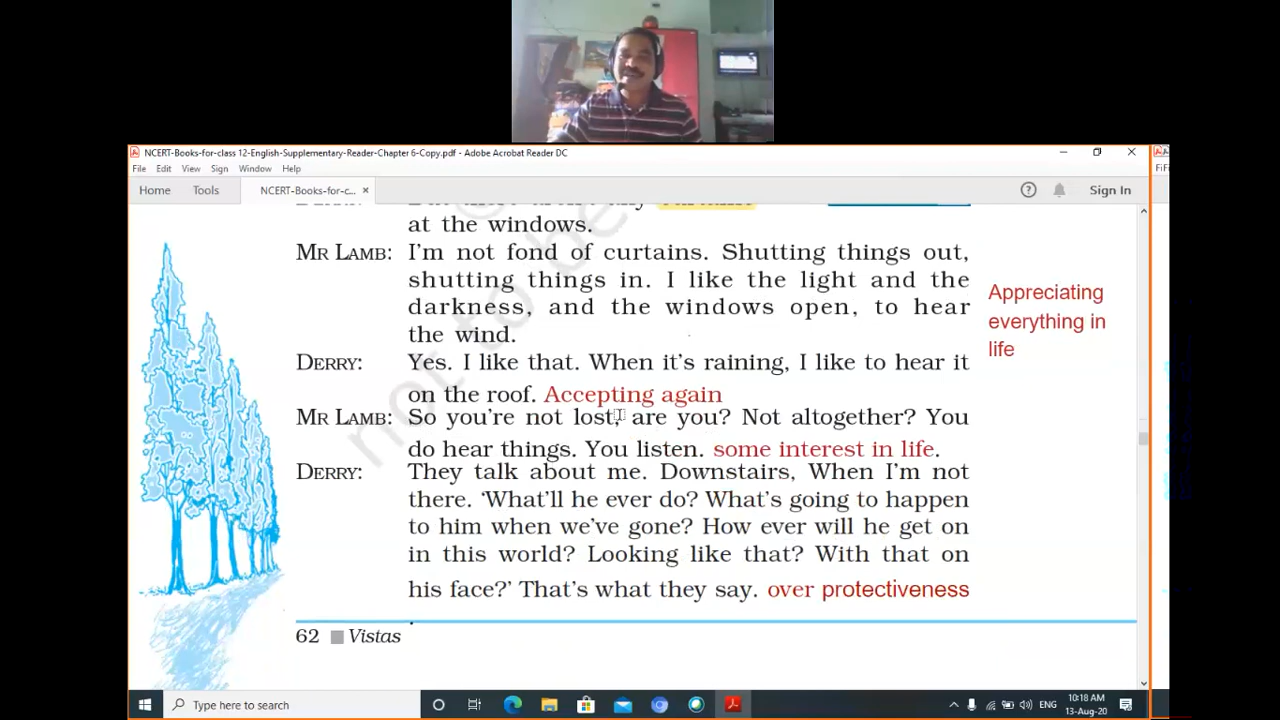 NCERT-Books-for-class 12-English-Supplementary-Reader-Chapter 6-Copy.pdf - Adobe Acrobat Reader DC
File Edit View Sign Window Help
Home Tools NCERT-Books-for-c... × Sign In
at the windows.
MR LAMB: I'm not fond of curtains. Shutting things out,
shutting things in. I like the light and the
darkness, and the windows open, to hear
the wind.
Appreciating
everything in
life
DERRY: Yes. I like that. When it's raining, I like to hear it
on the roof. Accepting again
MR LAMB: So you're not lost, are you? Not altogether? You
do hear things. You listen. some interest in life.
DERRY: They talk about me. Downstairs, When I'm not
there. 'What'll he ever do? What's going to happen
to him when we've gone? How ever will he get on
in this world? Looking like that? With that on
his face?' That's what they say. over protectiveness
62 Vistas
not to be
Type here to search
ENG
10:18 AM
13-Aug-20